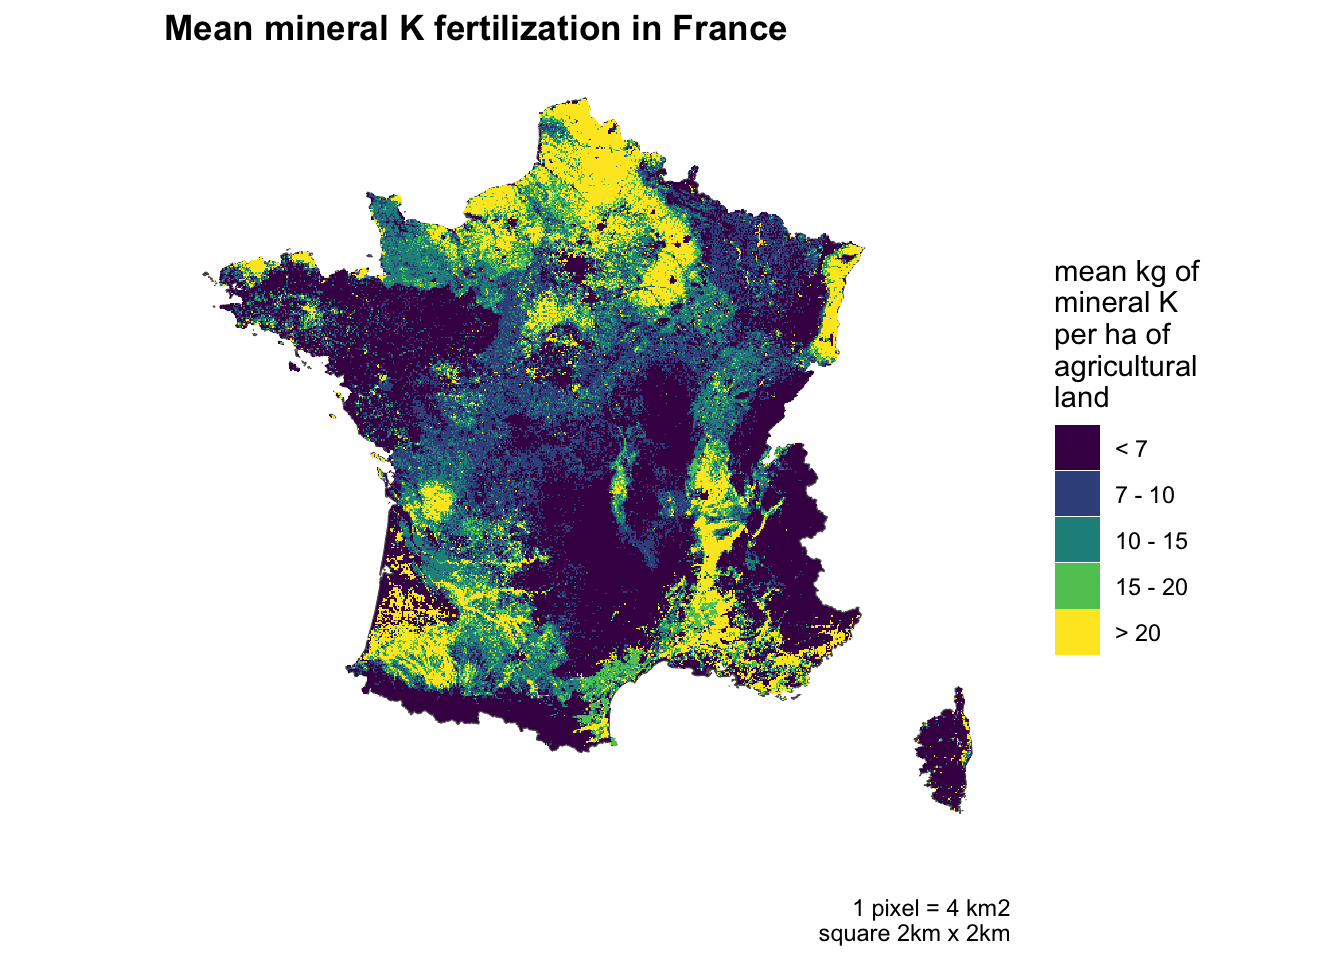 Mean mineral K fertilization in France
mean kg of
mineral K
per ha of
agricultural
land
< 7
7 - 10
10 - 15
15 - 20
> 20
1 pixel = 4 km2
square 2km x 2km